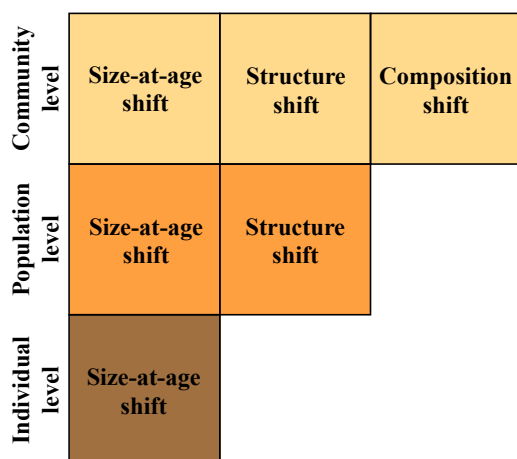 Community
level
Size-at-age
shift
Structure
shift
Composition
shift
Population
level
Size-at-age
shift
Structure
shift
Individual
level
Size-at-age
shift